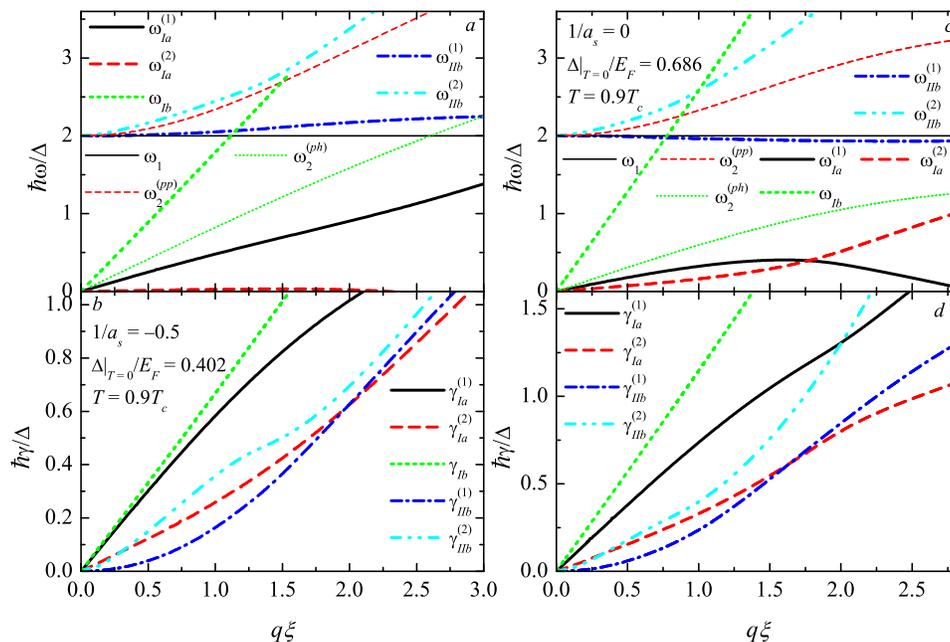 a
ω_Ia^(1)
ω_Ia^(2)
ω_Ib
ω_IIb^(1)
ω_IIb^(2)
ω_1
ω_2^(ph)
ω_2^(pp)
ħω/Δ
3
2
1
0
1/a_s = 0
Δ|_T = 0/E_F = 0.686
T = 0.9T_c
ω_IIb^(1)
ω_IIb^(2)
ω_1
ω_2^(pp)
ω_Ia^(1)
ω_Ia^(2)
ω_2^(ph)
ω_Ib
ħω/Δ
3
2
1
0
b
1/a_s = –0.5
Δ|_T = 0/E_F = 0.402
T = 0.9T_c
γ_Ia^(1)
γ_Ia^(2)
γ_Ib
γ_IIb^(1)
γ_IIb^(2)
ħγ/Δ
1.0
0.8
0.6
0.4
0.2
0.0
0.0 0.5 1.0 1.5 2.0 2.5 3.0
qξ
d
γ_Ia^(1)
γ_Ia^(2)
γ_IIb^(1)
γ_IIb^(2)
ħγ/Δ
1.5
1.0
0.5
0.0
0.0 0.5 1.0 1.5 2.0 2.5
qξ